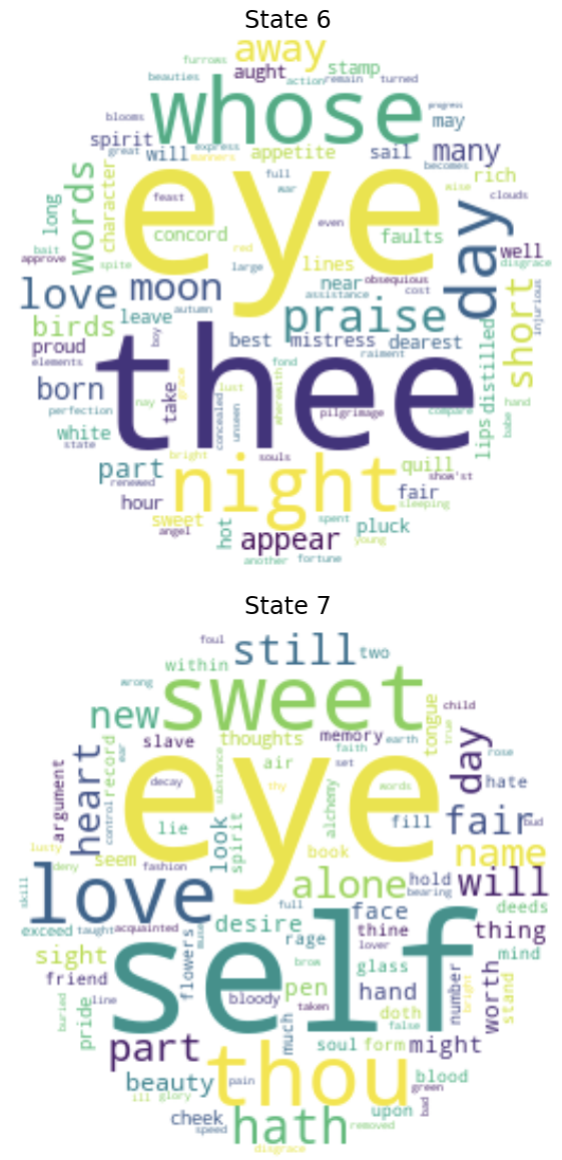 State 6
away
furrows
beauties
aught
stamp
action
remain
turned
whose
progress
blooms
may
spirit
great
will
express
manners
appetite
sail
many
becomes
rich
wise
clouds
words
character
long
full
war
feast
even
eye
concord
faults
day
bait
approve
spite
red
large
lines
well
disgrace
near
obsequious
assistance
cost
injurious
love
moon
autumn
praise
short
birds
leave
boy
best
mistress
dearest
distilled
proud
elements
fond
raiment
born
thee
take
grace
nay
lust
concealed
unseen
wherewith
pilgrimage
compare
hand
babe
perfection
white
state
bright
souls
lips
show'st
part
renewed
night
quill
sleeping
hour
fair
sweet
angel
hot
appear
spent
young
pluck
another
fortune
State 7
foul
still
two
within
wrong
sweet
new
child
tongue
true
slave
thoughts
memory
faith
earth
day
rose
heart
record
ear
air
set
argument
control
decay
substance
thy
eye
words
hate
alchemy
lie
look
spirit
fill
fair
bud
lusty
deny
seem
fashion
book
name
skill
love
full
alone
hold
bearing
will
deeds
exceed
taught
acquainted
muse
desire
face
thine
lover
thing
sight
flowers
rage
brow
glass
mind
friend
self
bloody
pen
taken
hand
number
bright
worth
stand
buried
pride
line
doth
false
part
much
soul
form
might
beauty
thou
pain
blood
green
bad
ill
glory
cheek
speed
hath
upon
removed
disgrace